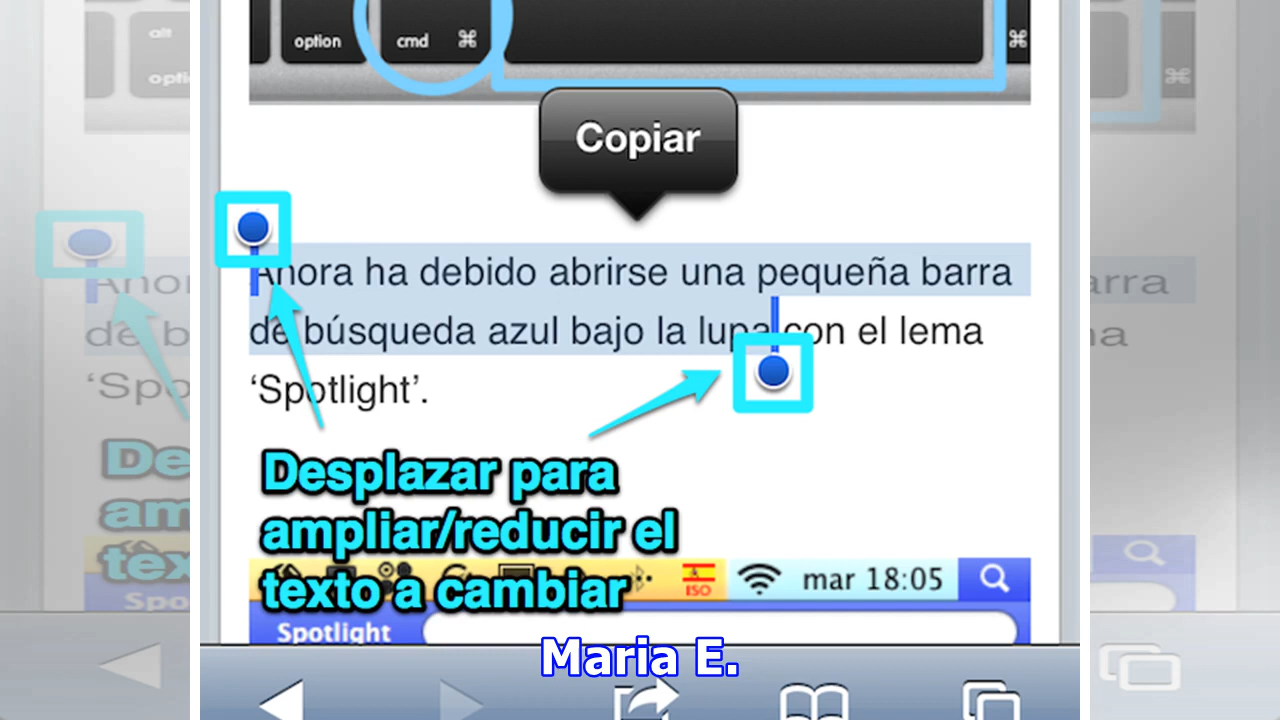 option
cmd ⌘
⌘
Copiar
Ahora ha debido abrirse una pequeña barra
de búsqueda azul bajo la lupa con el lema
‘Spotlight’.
Desplazar para
ampliar/reducir el
texto a cambiar
ISO
mar 18:05
Spotlight
Maria E.